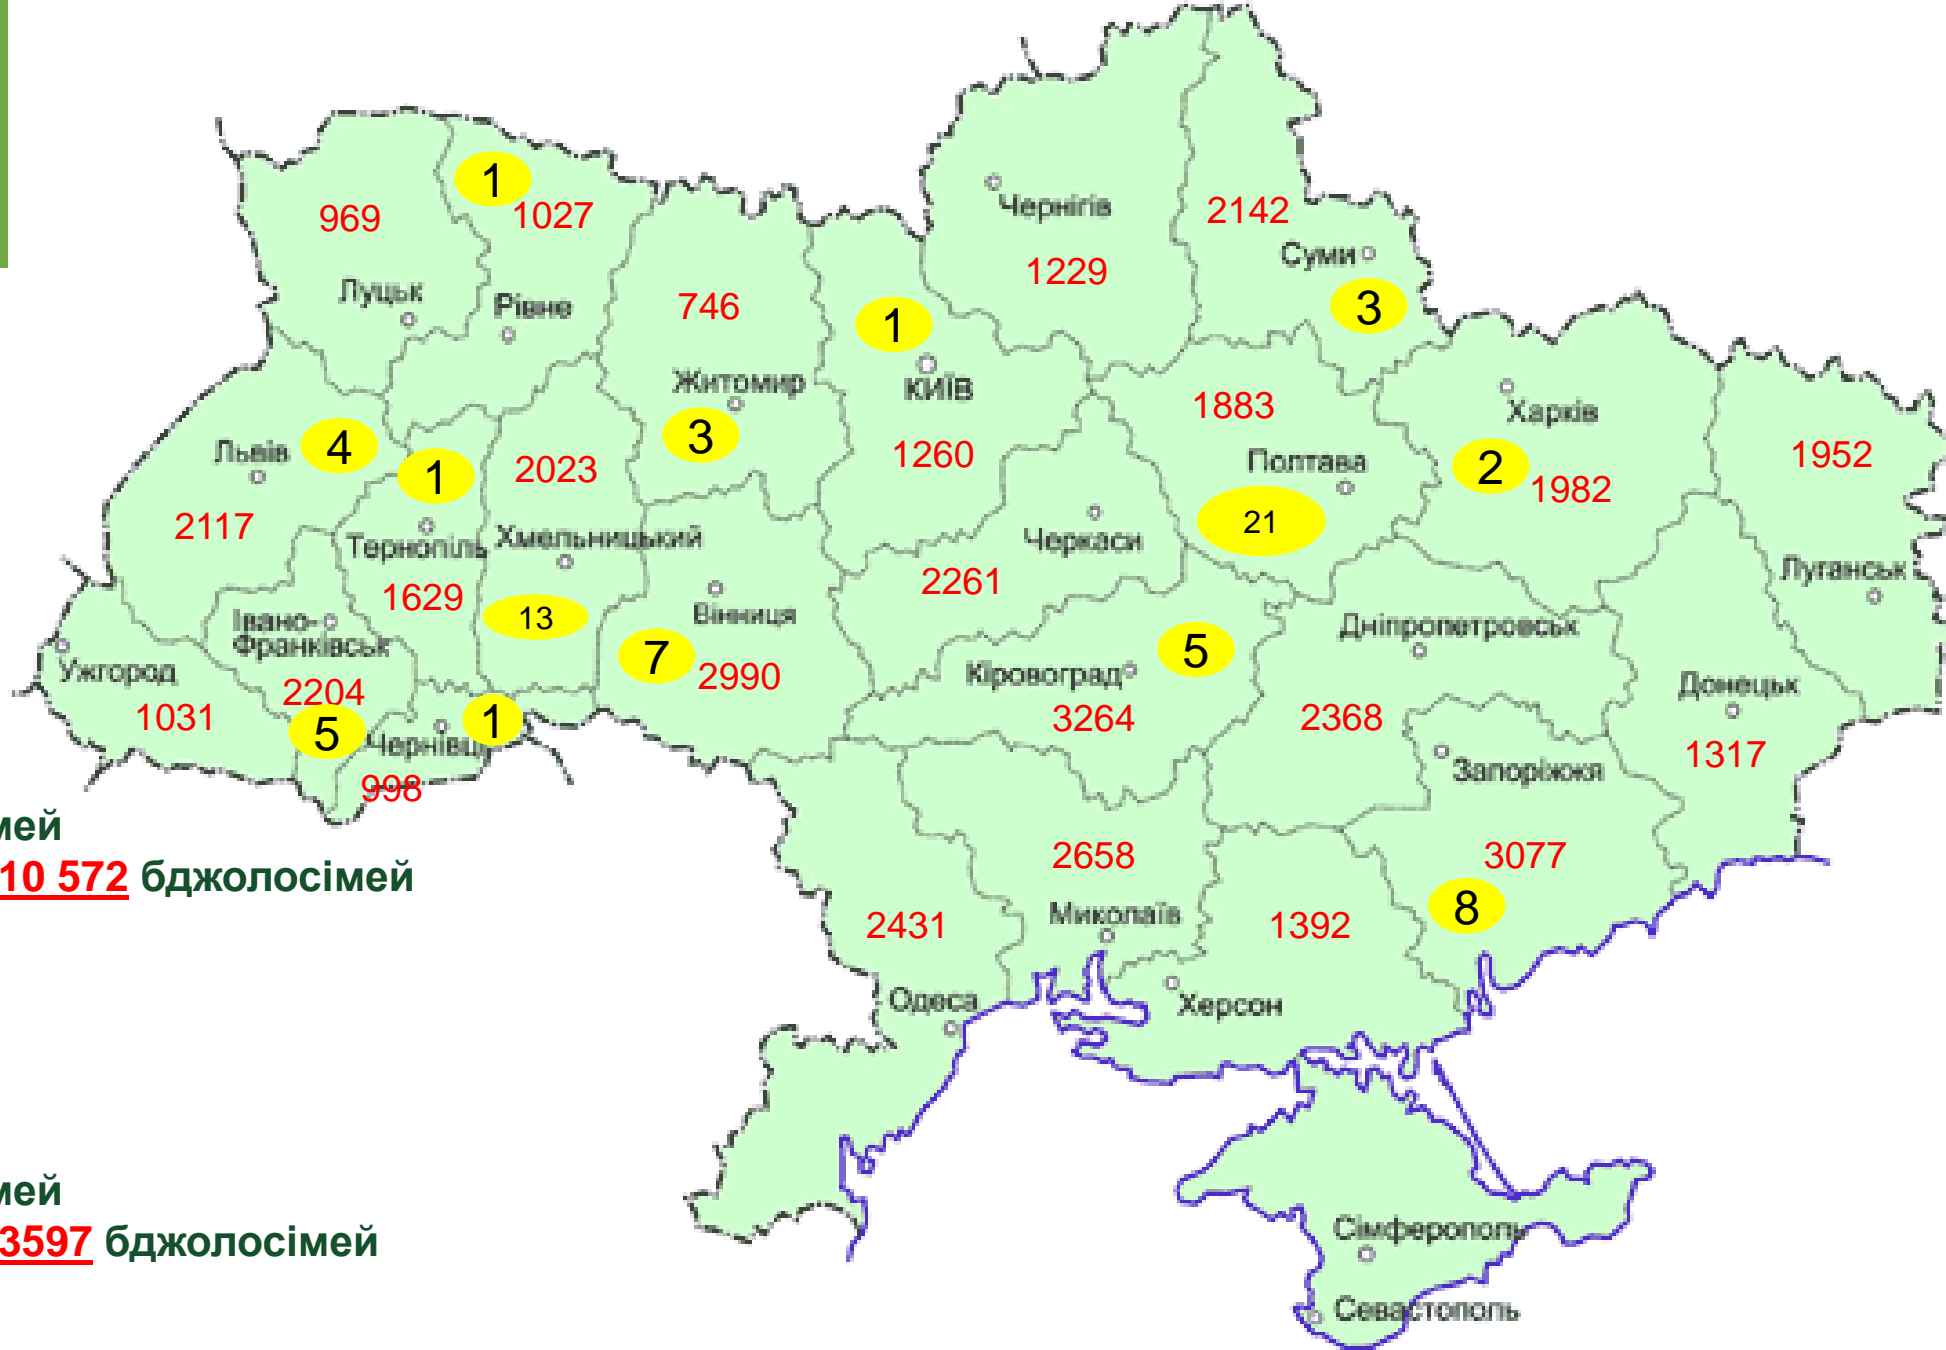 1
969
1027
Чернігів
2142
1229
Суми
Луцьк
Рівне
746
1
3
Житомир
КИЇВ
Харків
1883
Львів
4
3
1260
Полтава
2
1982
1952
1
2023
2117
Тернопіль
Хмельницький
Черкаси
21
Луганськ
1629
13
Вінниця
2261
Івано-
Франківськ
7
2990
5
Дніпропетровськ
Ужгород
Кіровоград
Донецьк
1031
2204
3264
2368
5
Чернівці
1
998
Запоріжжя
1317
мей
10 572 бджолосімей
2658
3077
2431
Миколаїв
1392
8
Одеса
Херсон
мей
3597 бджолосімей
Сімферополь
Севастополь